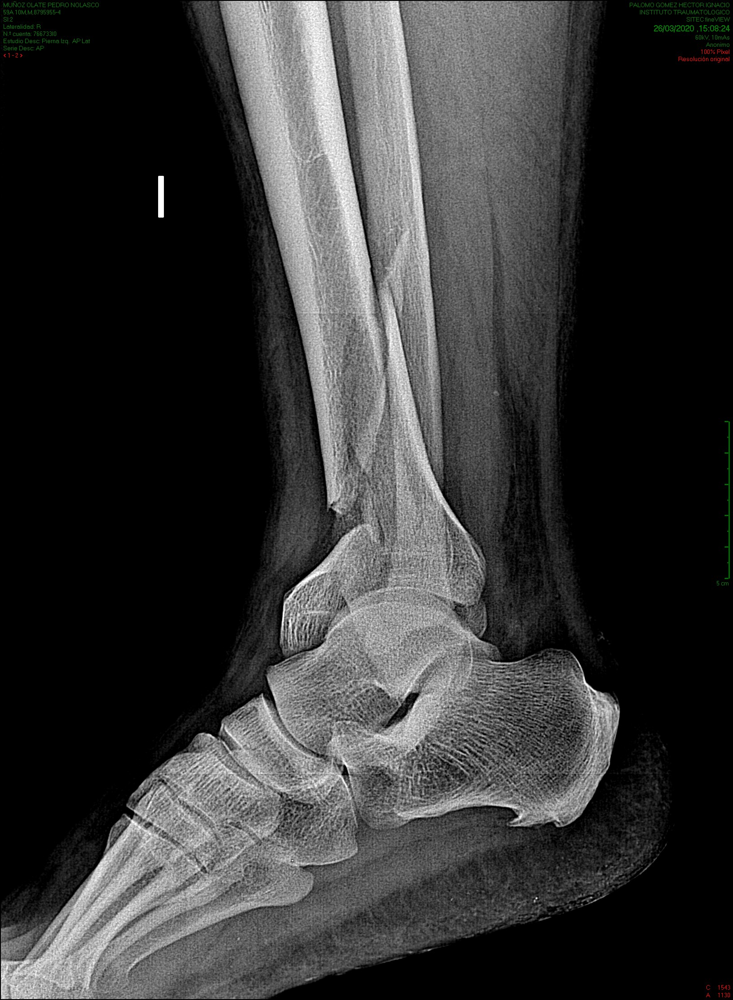 MUÑOZ OLATE PEDRO NOLASCO
59A 10M,M,8795955-4
SI:2
Lateralidad: R
N.º cuenta: 766733I0
Estudio Desc: Pierna Izq. AP Lat
Serie Desc: AP
< 1 - 2 >
PALOMO GOMEZ HECTOR IGNACIO
INSTITUTO TRAUMATOLOGICO
SITEC fineVIEW
26/03/2020 ,15:08:24
60kV, 10mAs
Anonimo
100% Píxel
Resolución original
5 cm
C 1543
A 1130